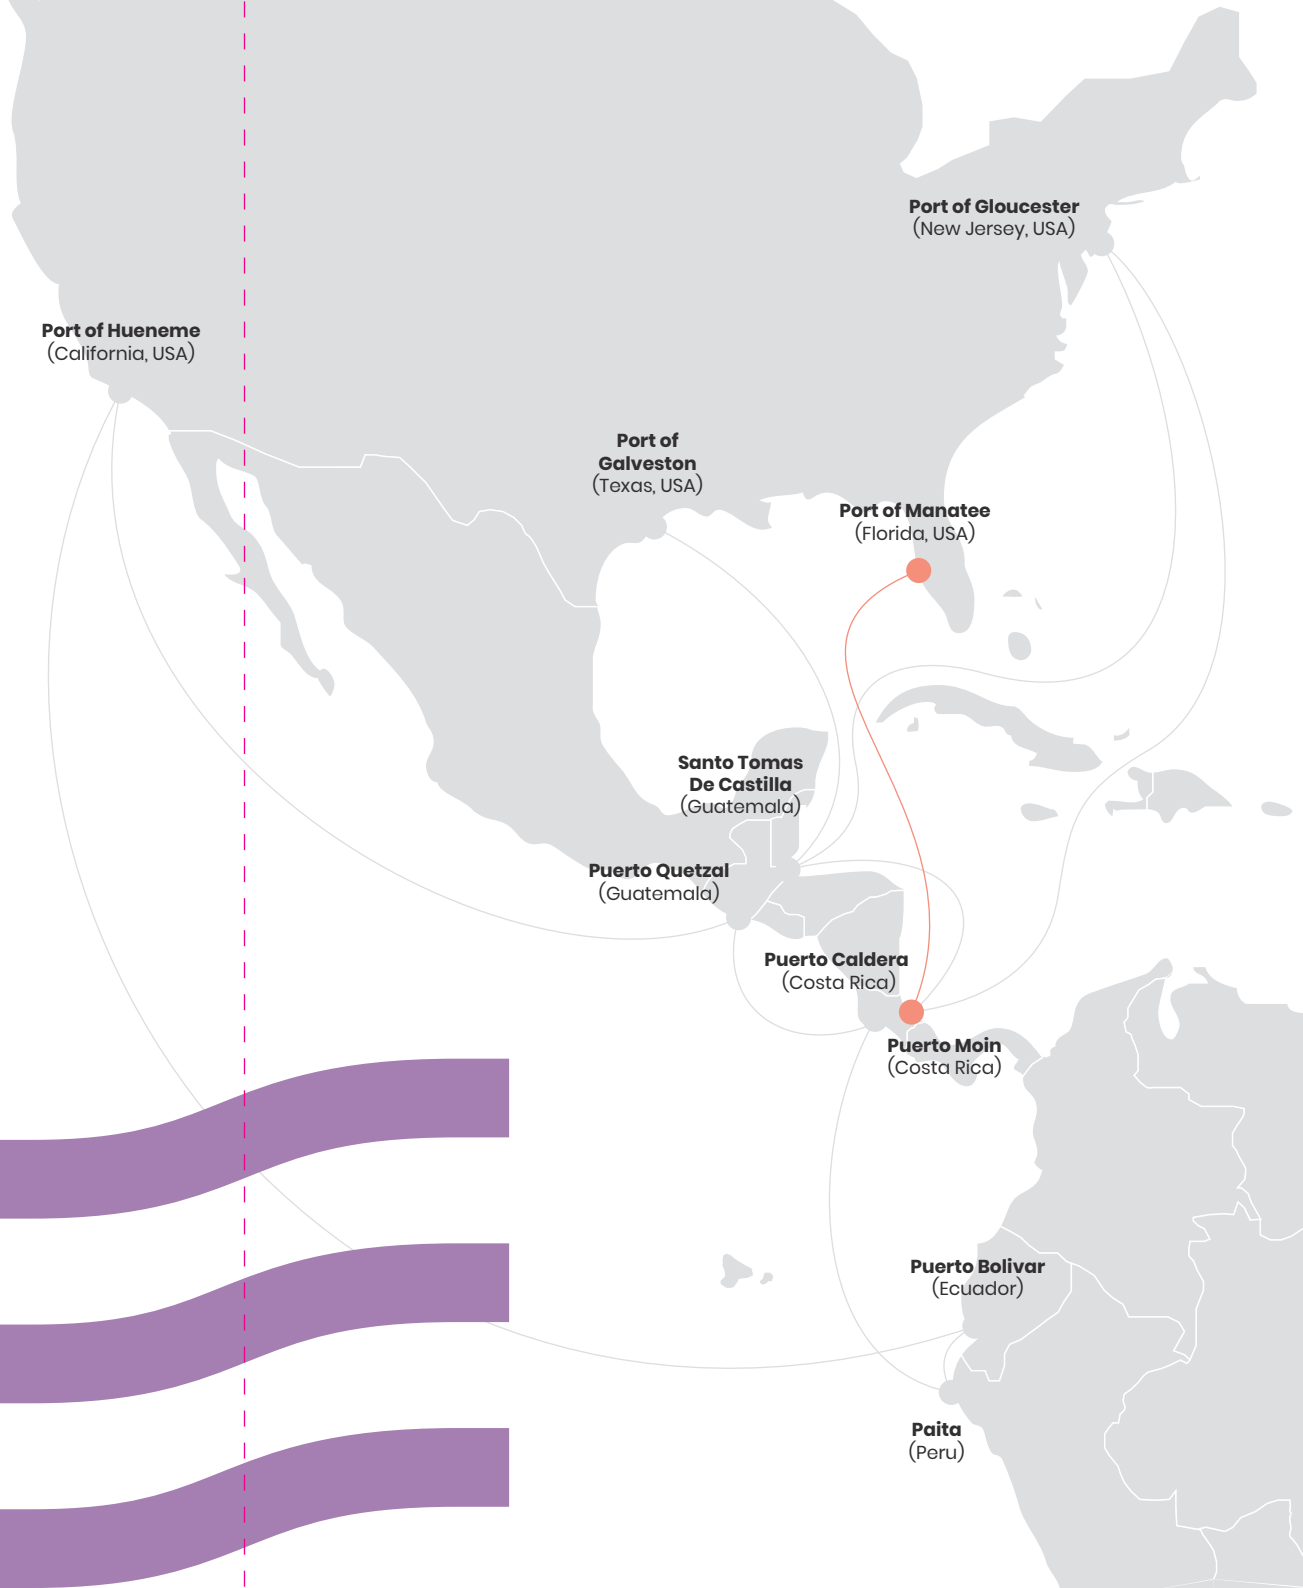 Port of Gloucester
(New Jersey, USA)
Port of Hueneme
(California, USA)
Port of
Galveston
(Texas, USA)
Port of Manatee
(Florida, USA)
Santo Tomas
De Castilla
(Guatemala)
Puerto Quetzal
(Guatemala)
Puerto Caldera
(Costa Rica)
Puerto Moin
(Costa Rica)
Puerto Bolivar
(Ecuador)
Paita
(Peru)